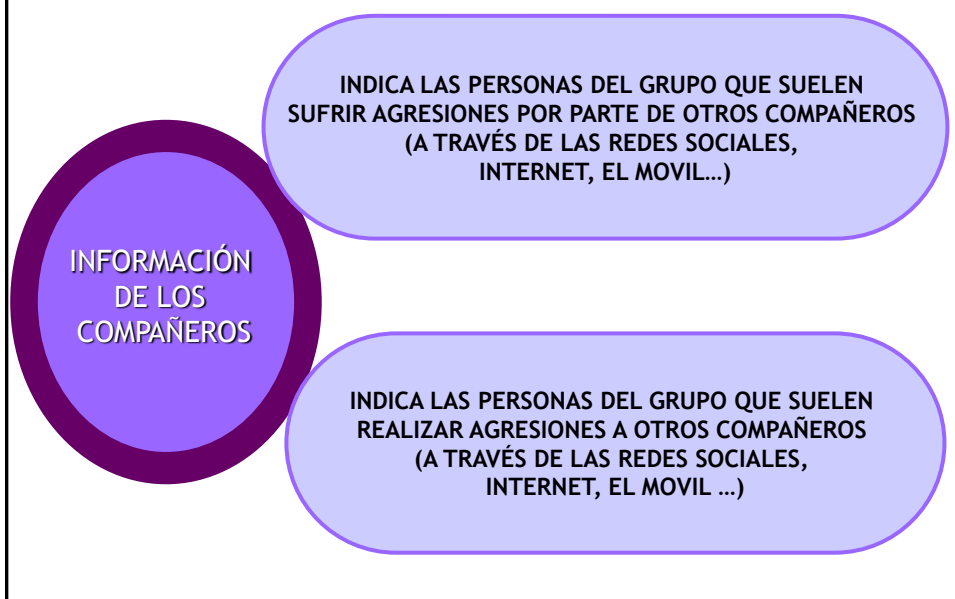 INDICA LAS PERSONAS DEL GRUPO QUE SUELEN
SUFRIR AGRESIONES POR PARTE DE OTROS COMPAÑEROS
(A TRAVÉS DE LAS REDES SOCIALES,
INTERNET, EL MOVIL…)
INFORMACIÓN
DE LOS
COMPAÑEROS
INDICA LAS PERSONAS DEL GRUPO QUE SUELEN
REALIZAR AGRESIONES A OTROS COMPAÑEROS
(A TRAVÉS DE LAS REDES SOCIALES,
INTERNET, EL MOVIL …)